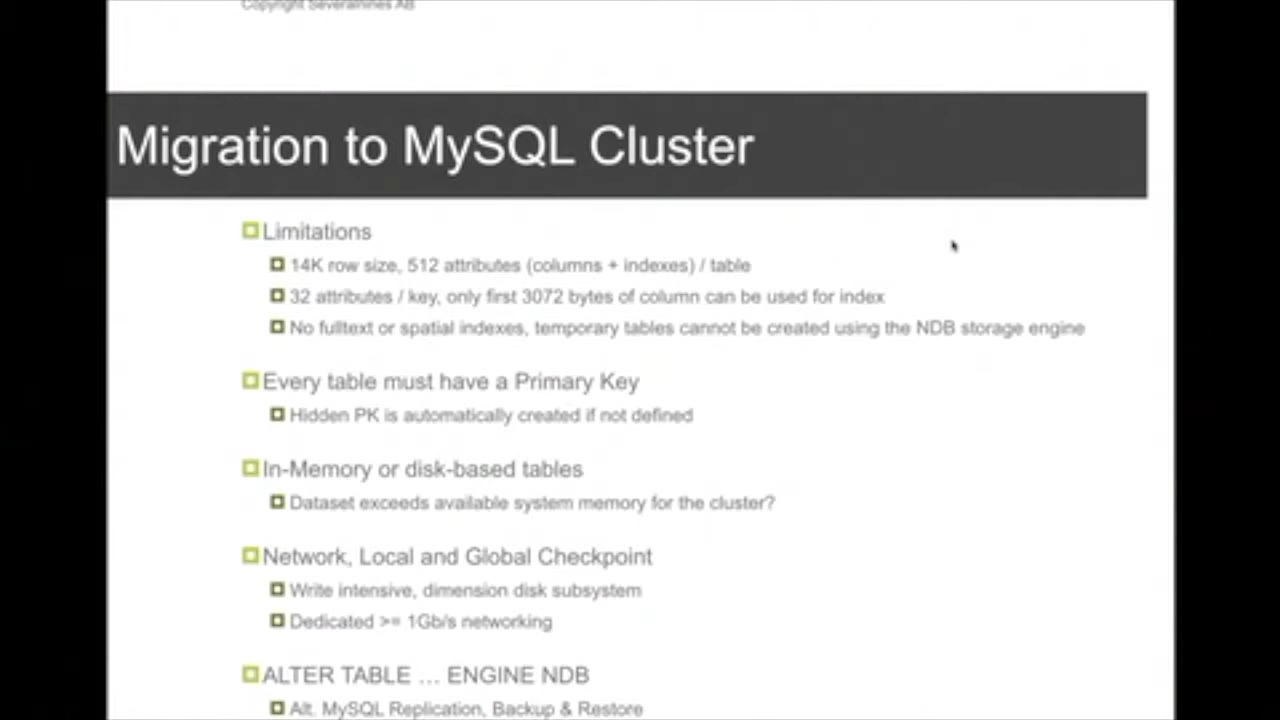 Copyright Severalnines AB
Migration to MySQL Cluster
Limitations
14K row size, 512 attributes (columns + indexes) / table
32 attributes / key, only first 3072 bytes of column can be used for index
No fulltext or spatial indexes, temporary tables cannot be created using the NDB storage engine
Every table must have a Primary Key
Hidden PK is automatically created if not defined
In-Memory or disk-based tables
Dataset exceeds available system memory for the cluster?
Network, Local and Global Checkpoint
Write intensive, dimension disk subsystem
Dedicated >= 1Gb/s networking
ALTER TABLE … ENGINE NDB
Alt. MySQL Replication, Backup & Restore